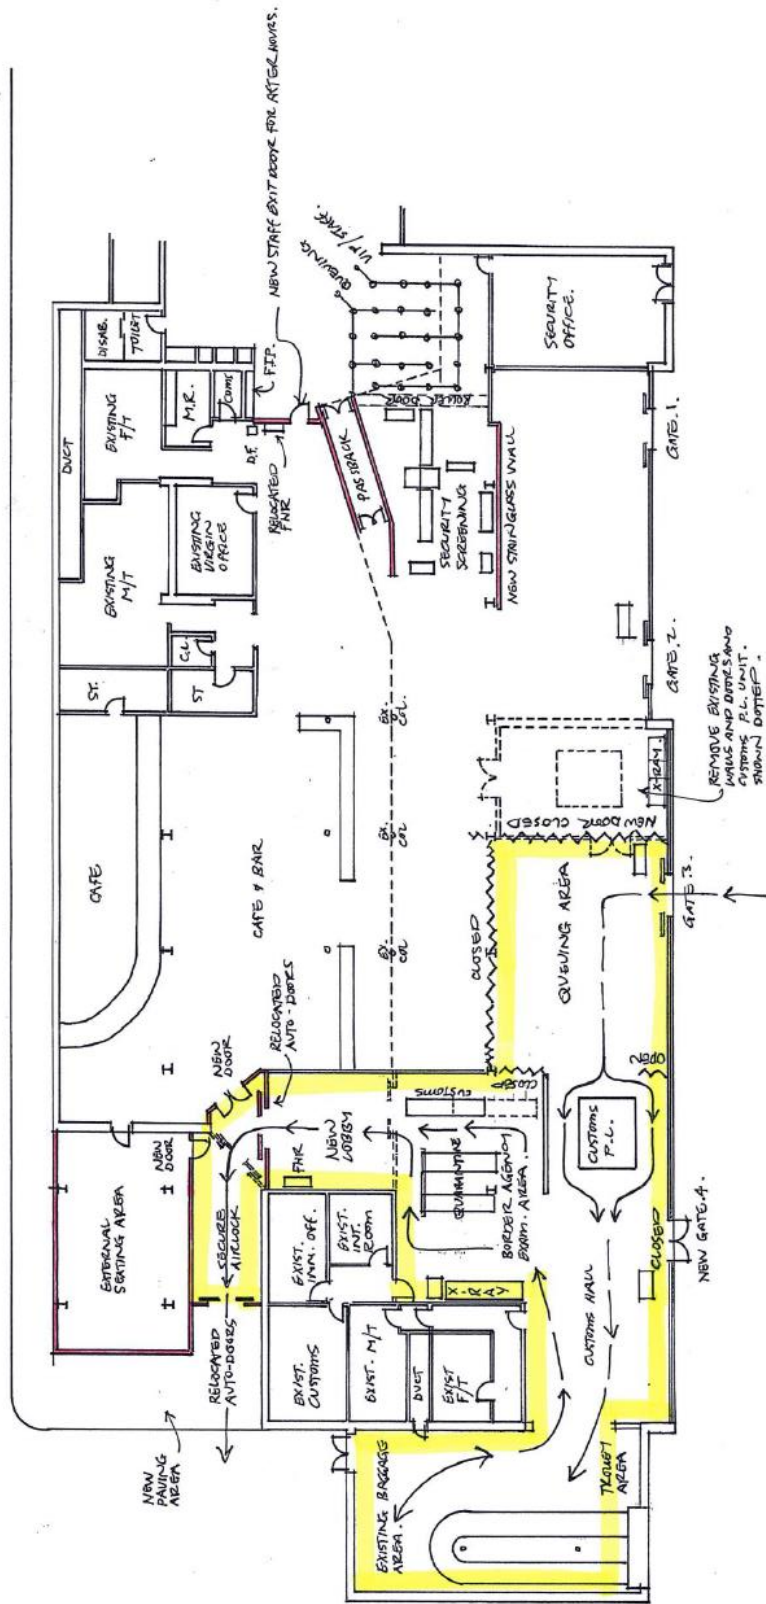 NEW STAFF EXIT DOOR FOR AFTER HOURS.
VIP/STAFF.
QUEUING
SECURITY
OFFICE.
DISAB.
TOILET
F.I.P.
COMS
M.R.
EXISTING
F/T
DUCT
D.F.
RELOCATED
FHR
PASSBACK
ROLLER DOOR
SECURITY
SCREENING
NEW STRINGLASS WALL
GATE.1.
EXISTING
VIRGIN
OFFICE
EXISTING
M/T
C.L.
ST.
ST
GATE.2.
REMOVE EXISTING
WALLS AND DOORS AND
CUSTOMS P.L. UNIT.
SHOWN DOTTED.
X-RAY
EX.
COL.
EX.
COL
EX.
COL
CAFE
CAFE & BAR
NEW DOOR CLOSED
CLOSED
QUEUING AREA
GATE.3.
RELOCATED
AUTO-DOORS
NEW
DOOR
NEW
DOOR
CLOSED
CUSTOMS
CUSTOMS
P.L.
NEW
LOBBY
FHR
QUARANTINE
BORDER AGENCY
EXAM. AREA.
EXTERNAL
SEATING AREA
SECURE
AIRLOCK
EXIST.
IMM. OFF.
EXIST.
INT.
ROOM
X-RAY
CLOSED
NEW GATE.4.
CUSTOMS HALL
RELOCATED
AUTO-DOORS
EXIST.
CUSTOMS
EXIST. M/T
DUCT
EXIST
F/T
NEW
PAVING
AREA
EXISTING BAGGAGE
AREA.
TROLLEY
AREA